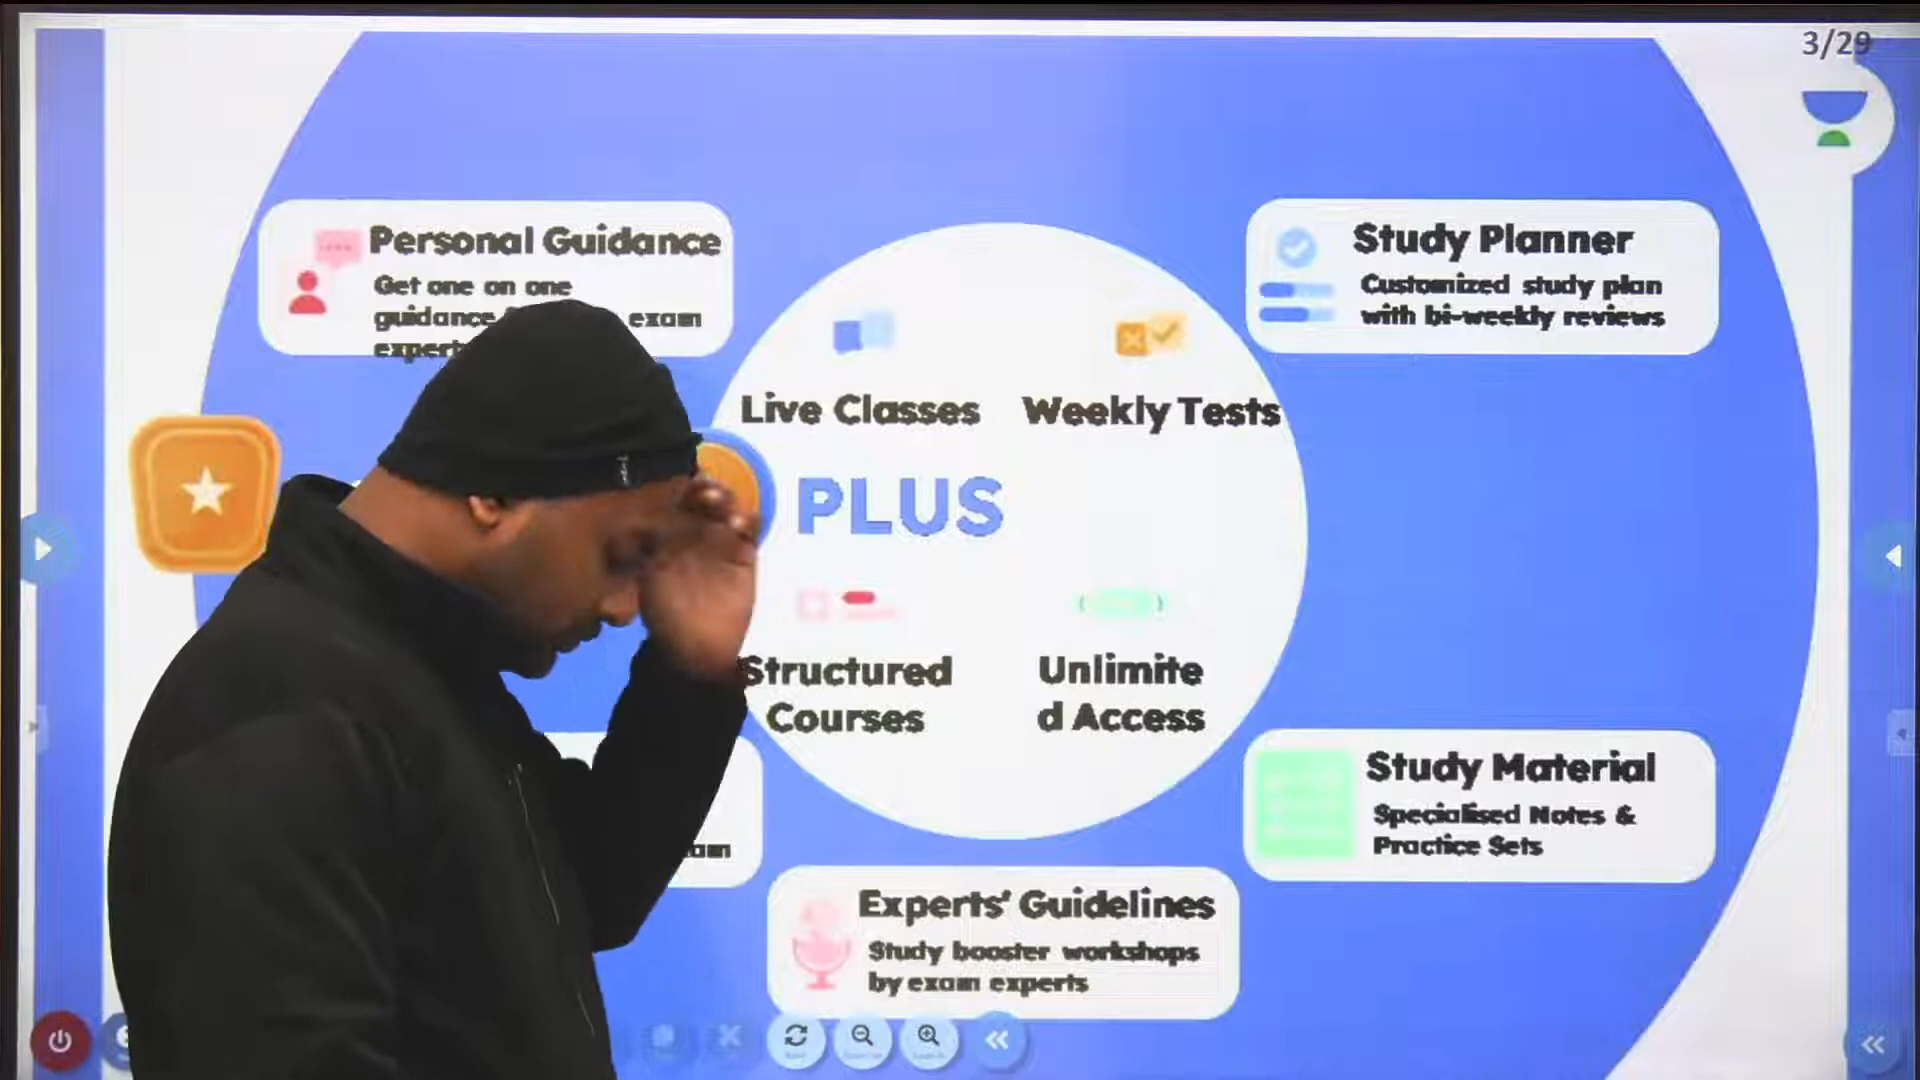 3/29
Personal Guidance
Get one on one
guidance exam
expert
Study Planner
Customized study plan
with bi-weekly reviews
Live Classes
Weekly Tests
PLUS
Structured
Courses
Unlimite
d Access
Study Material
Specialised Notes &
Practice Sets
Experts' Guidelines
Study booster workshops
by exam experts